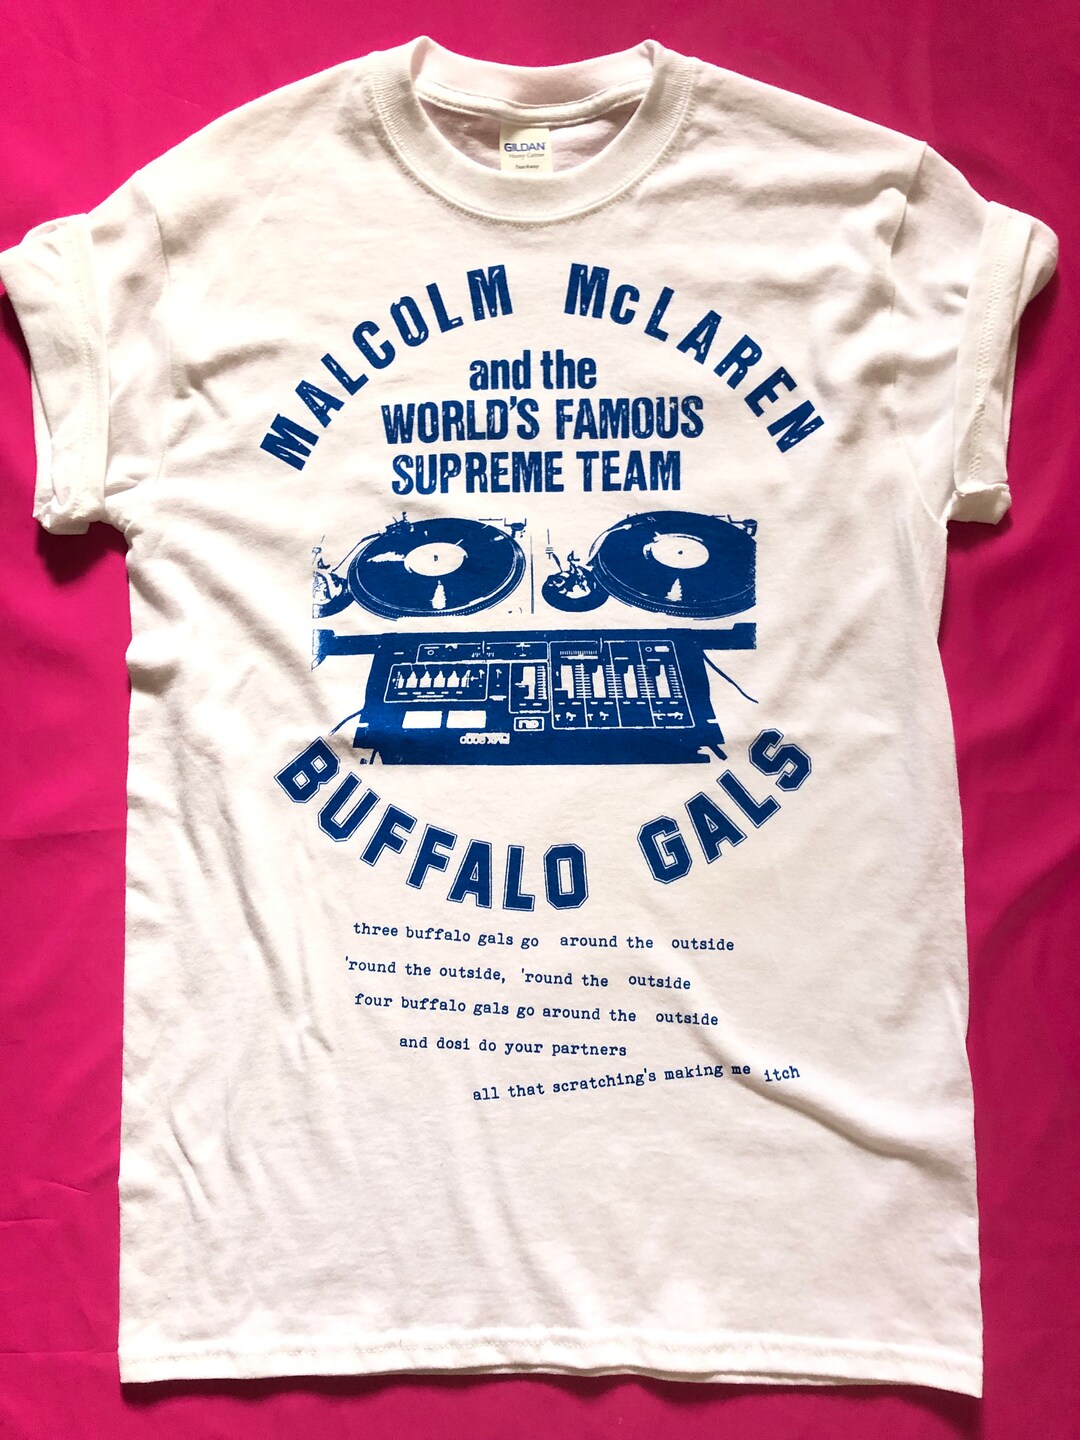 GILDAN
Heavy Cotton
MALCOLM McLAREN
and the
WORLD'S FAMOUS
SUPREME TEAM
BUFFALO GALS
three buffalo gals go around the outside
'round the outside, 'round the outside
four buffalo gals go around the outside
and dosi do your partners
all that scratching's making me itch